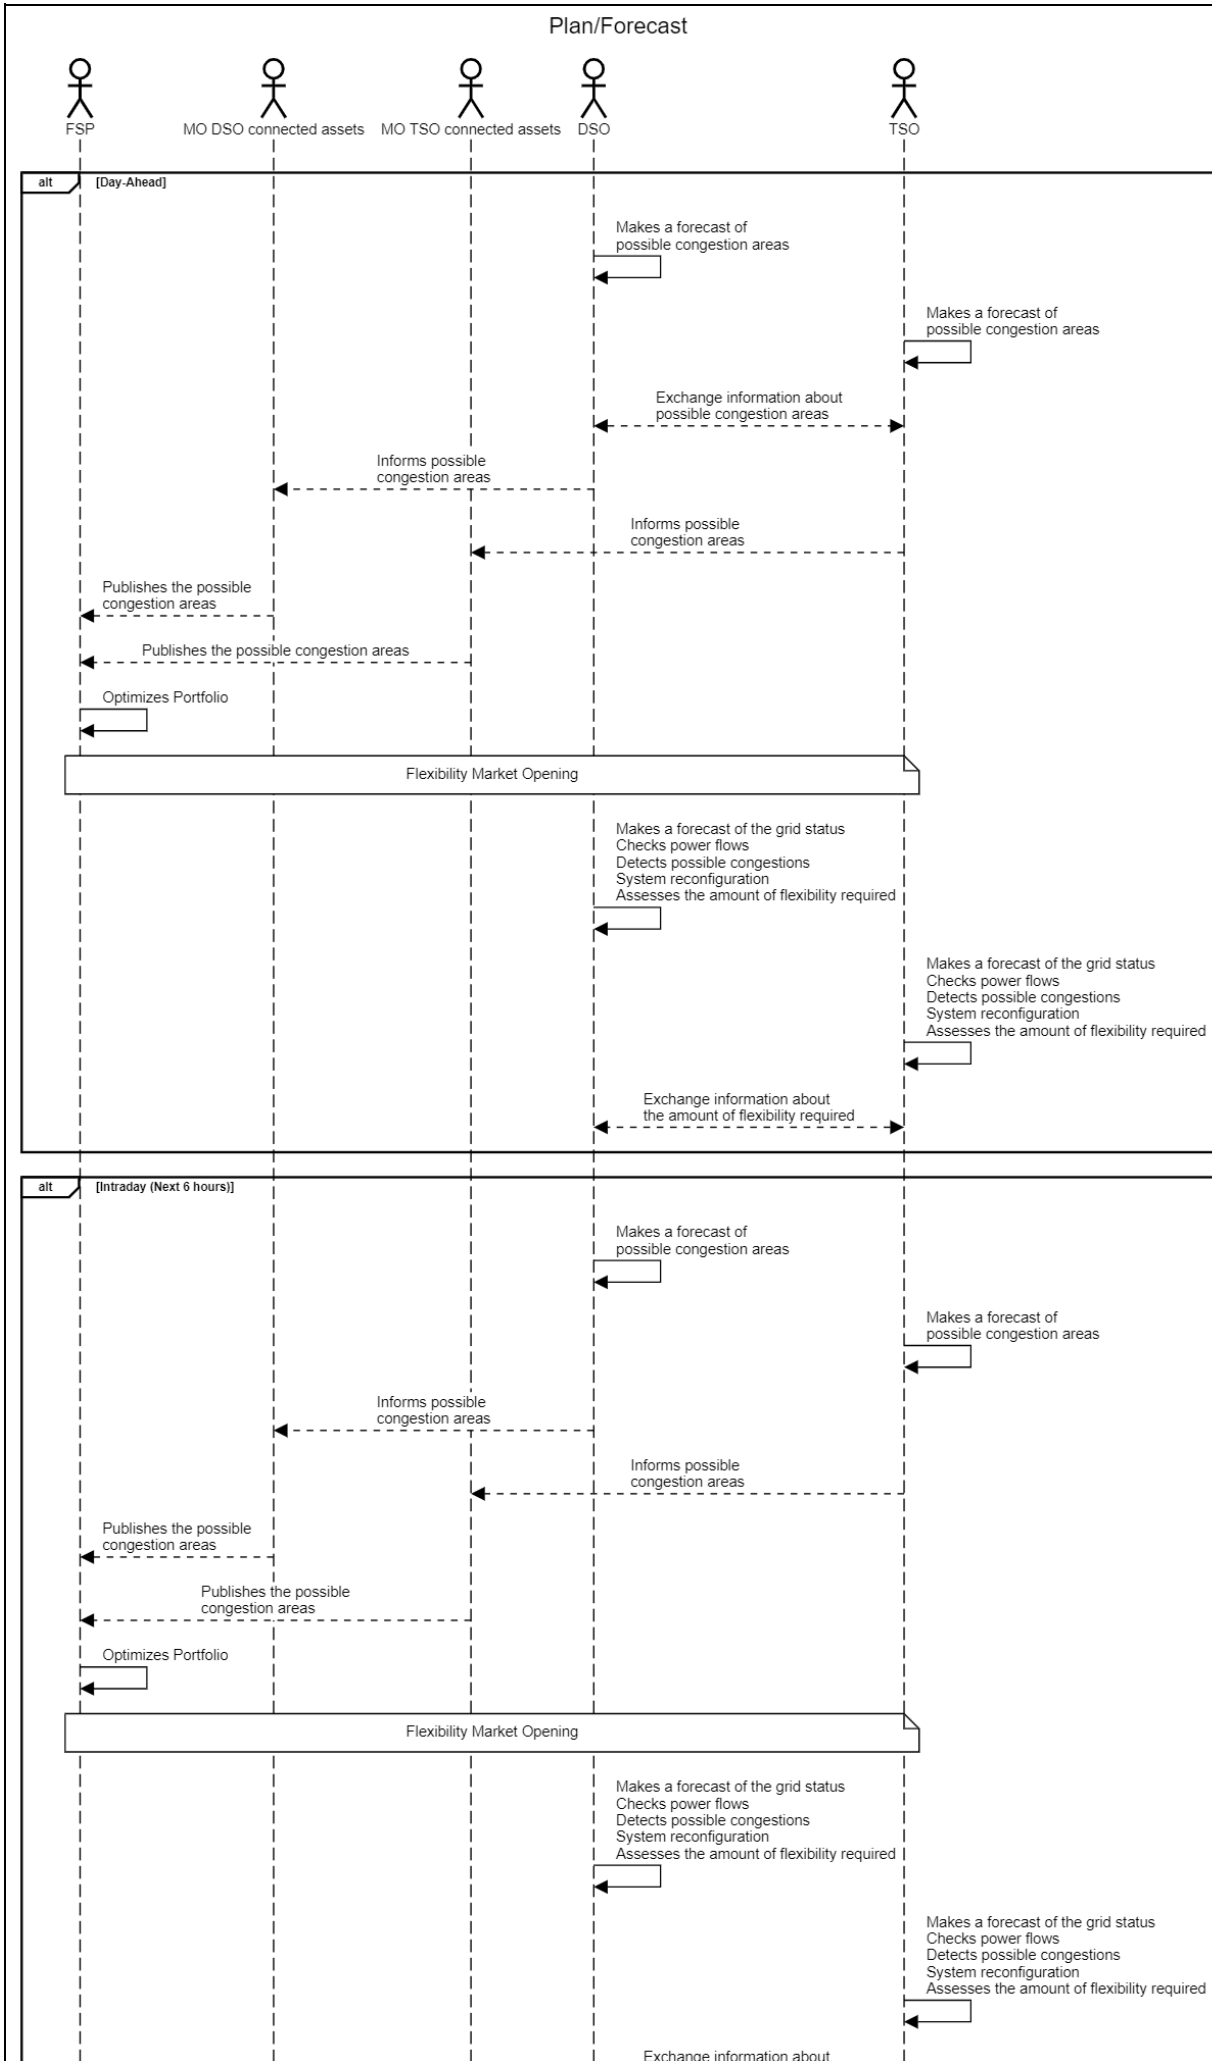 Plan/Forecast
FSP
MO DSO connected assets
MO TSO connected assets
DSO
TSO
alt
[Day-Ahead]
Makes a forecast of
possible congestion areas
Makes a forecast of
possible congestion areas
Exchange information about
possible congestion areas
Informs possible
congestion areas
Informs possible
congestion areas
Publishes the possible
congestion areas
Publishes the possible congestion areas
Optimizes Portfolio
Flexibility Market Opening
Makes a forecast of the grid status
Checks power flows
Detects possible congestions
System reconfiguration
Assesses the amount of flexibility required
Makes a forecast of the grid status
Checks power flows
Detects possible congestions
System reconfiguration
Assesses the amount of flexibility required
Exchange information about
the amount of flexibility required
alt
[Intraday (Next 6 hours)]
Makes a forecast of
possible congestion areas
Makes a forecast of
possible congestion areas
Informs possible
congestion areas
Informs possible
congestion areas
Publishes the possible
congestion areas
Publishes the possible
congestion areas
Optimizes Portfolio
Flexibility Market Opening
Makes a forecast of the grid status
Checks power flows
Detects possible congestions
System reconfiguration
Assesses the amount of flexibility required
Makes a forecast of the grid status
Checks power flows
Detects possible congestions
System reconfiguration
Assesses the amount of flexibility required
Exchange information about